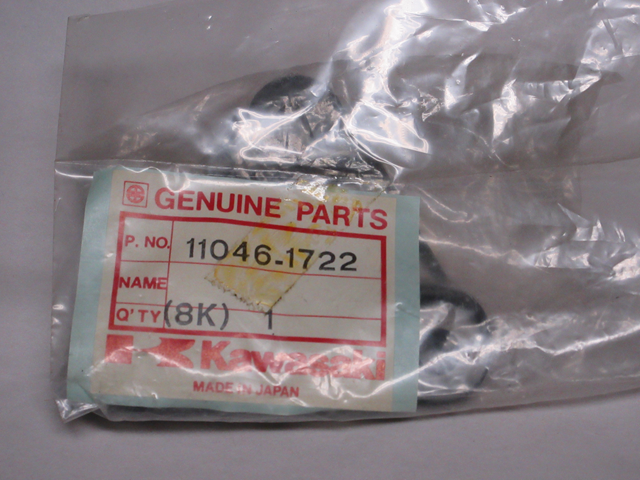 GENUINE PARTS
P. NO. 11046-1722
NAME
Q'TY (8K) 1
Kawasaki
MADE IN JAPAN